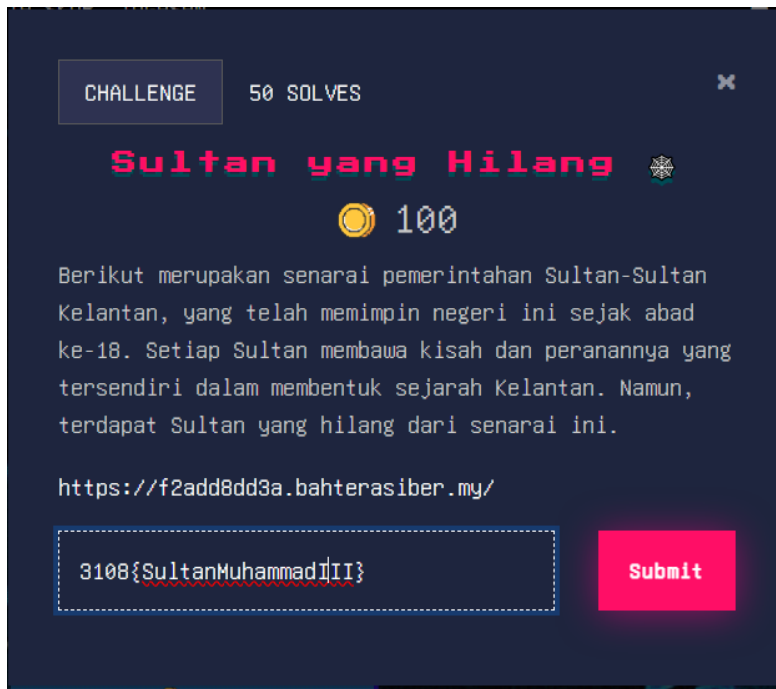 CHALLENGE
50 SOLVES
Sultan yang Hilang
100
Berikut merupakan senarai pemerintahan Sultan-Sultan
Kelantan, yang telah memimpin negeri ini sejak abad
ke-18. Setiap Sultan membawa kisah dan peranannya yang
tersendiri dalam membentuk sejarah Kelantan. Namun,
terdapat Sultan yang hilang dari senarai ini.
https://f2add8dd3a.bahterasiber.my/
3108{SultanMuhammadIII}
Submit